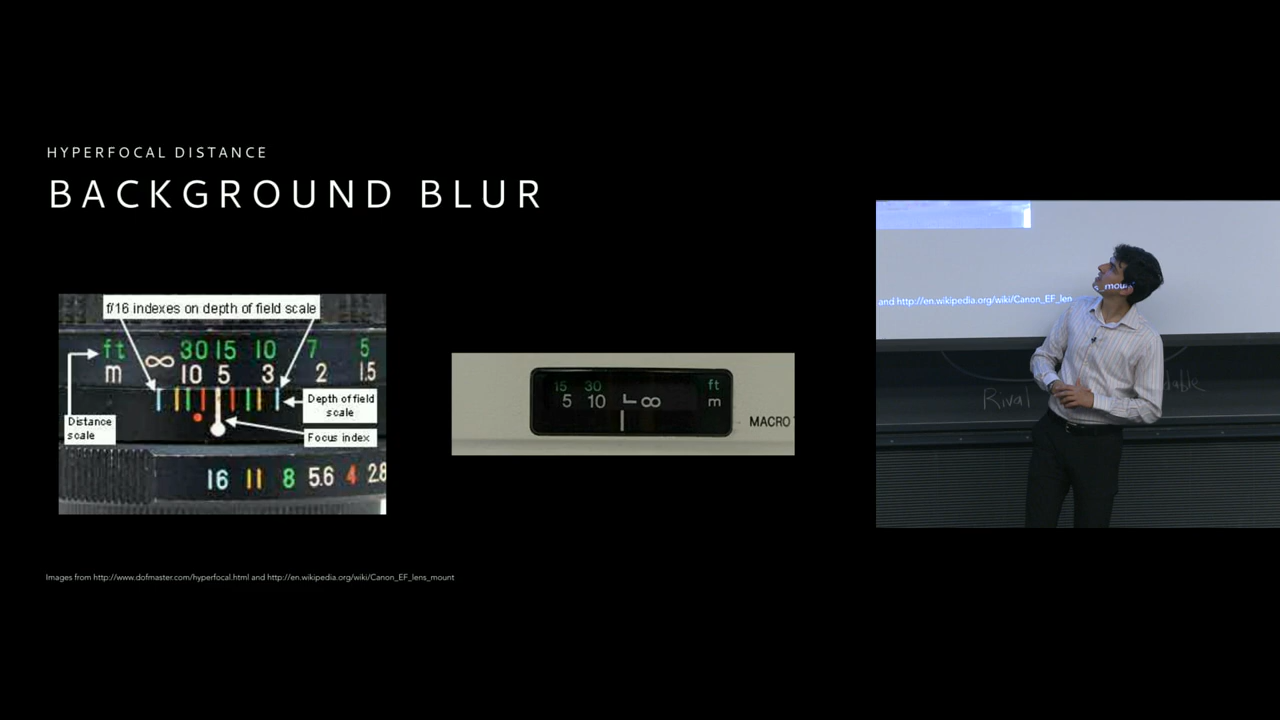 HYPERFOCAL DISTANCE
BACKGROUND BLUR
f/16 indexes on depth of field scale
ft ∞ 30 15 10 7 5
m 10 5 3 2 1.5
Distance
scale
Depth of field
scale
Focus index
16 11 8 5.6 4 2.8
15 30 ft
5 10 ∞ m
MACRO
Images from http://www.dofmaster.com/hyperfocal.html and http://en.wikipedia.org/wiki/Canon_EF_lens_mount
and http://en.wikipedia.org/wiki/Canon_EF_len
mount
Rival